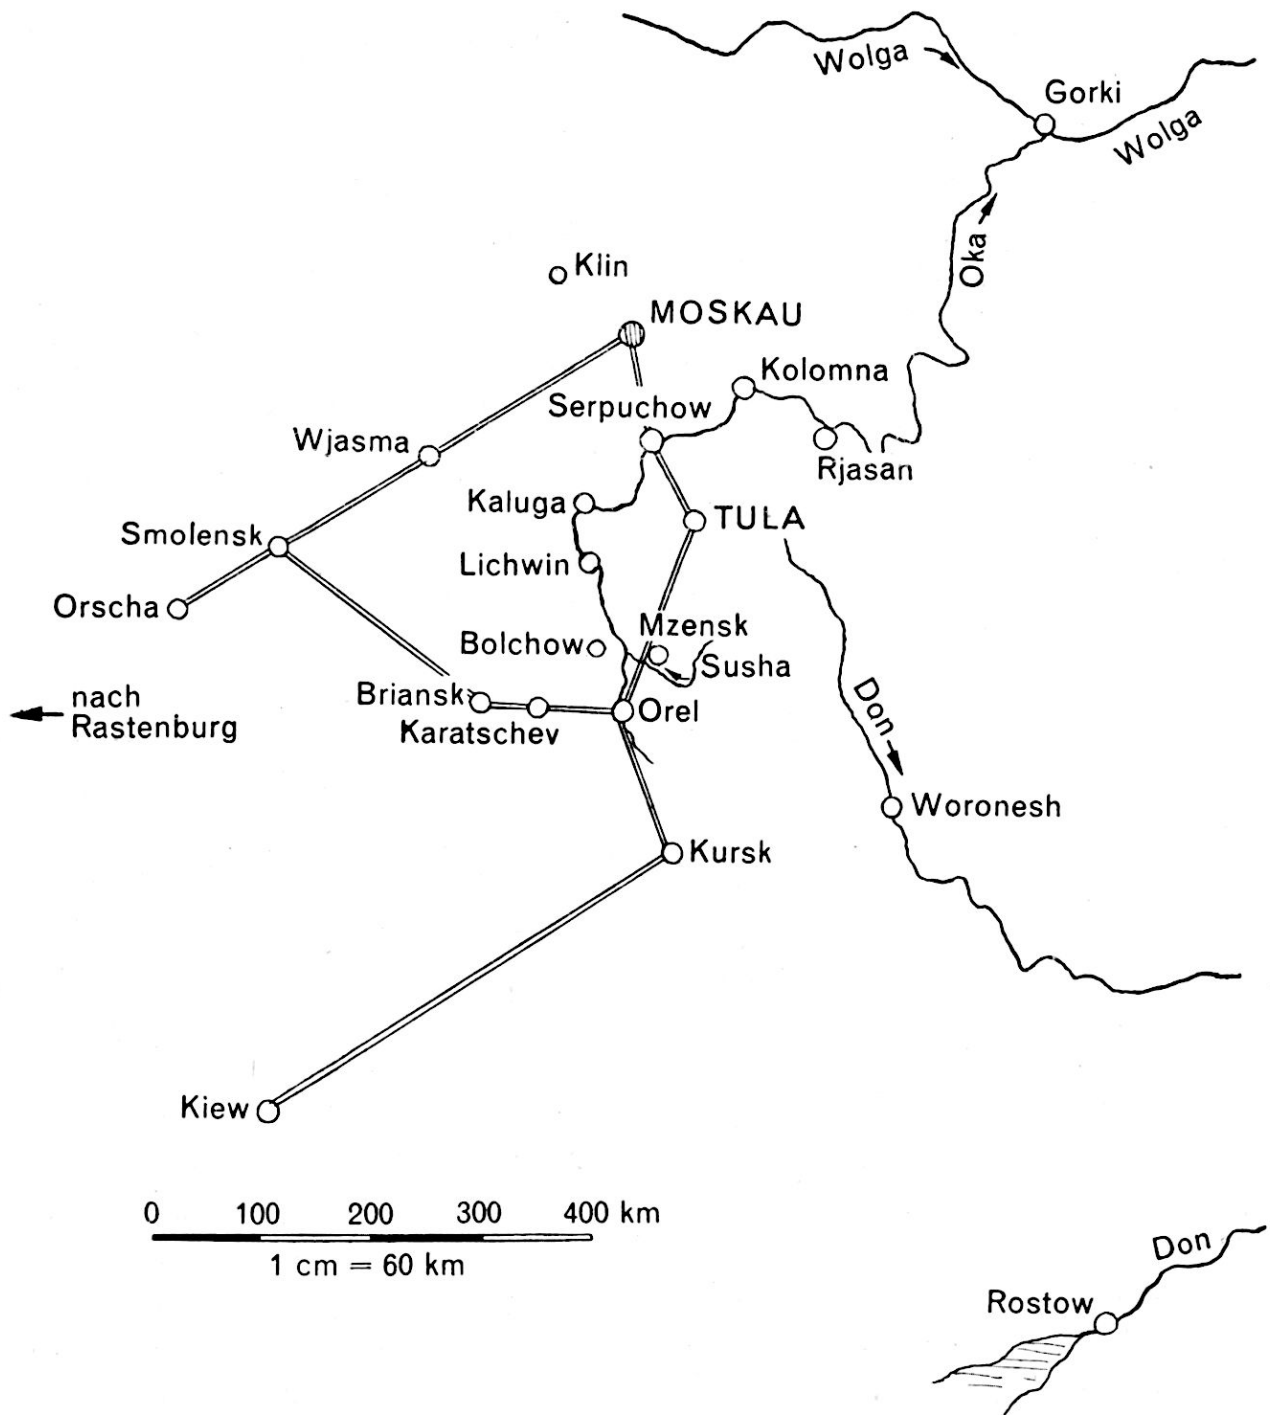 Wolga
Gorki
Wolga
Oka
Klin
MOSKAU
Kolomna
Serpuchow
Wjasma
Rjasan
Kaluga
TULA
Smolensk
Lichwin
Orscha
Mzensk
Bolchow
Susha
Briansk
nach
Rastenburg
Orel
Karatschev
Don
Woronesh
Kursk
Kiew
0 100 200 300 400 km
1 cm = 60 km
Don
Rostow